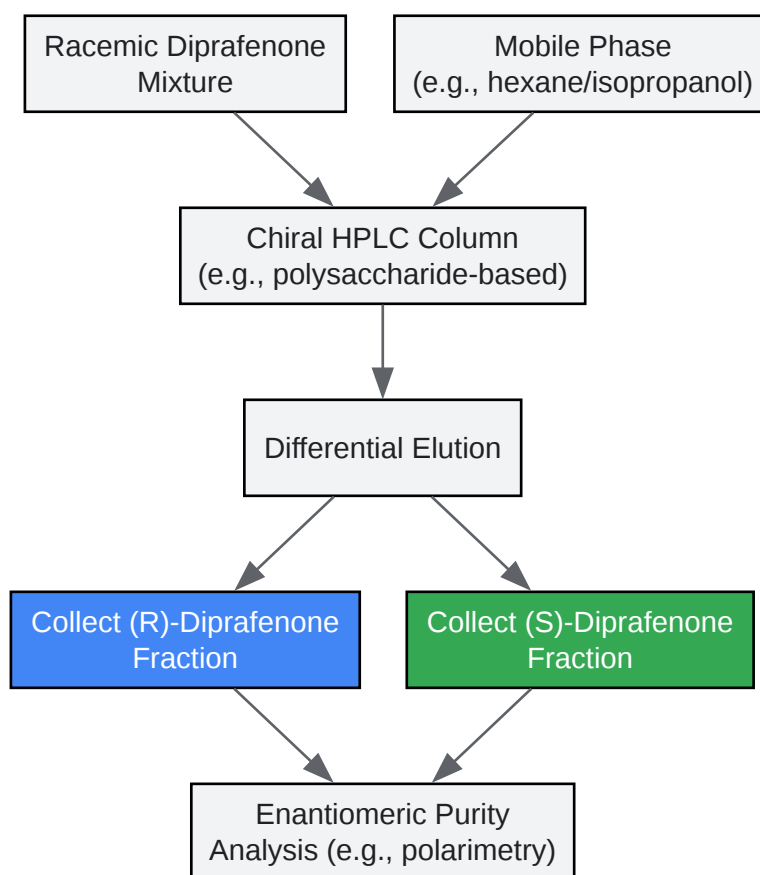 Racemic Diprafenone
Mixture
Mobile Phase
(e.g., hexane/isopropanol)
Chiral HPLC Column
(e.g., polysaccharide-based)
Differential Elution
Collect (R)-Diprafenone
Fraction
Collect (S)-Diprafenone
Fraction
Enantiomeric Purity
Analysis (e.g., polarimetry)